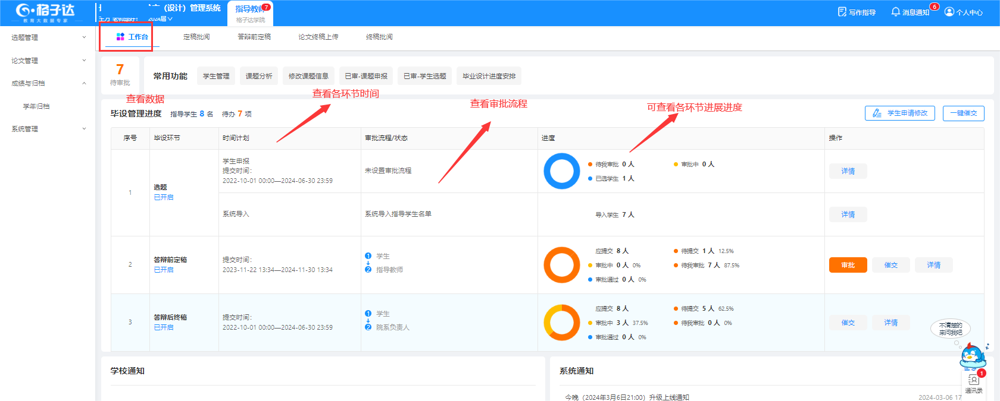 格子达
教育大数据专家
（设计）管理系统
老师您好！
2024届
指导教师
7
格子达学院
写作指导
消息通知
6
个人中心
选题管理
论文管理
成绩与归档
学年归档
系统管理
工作台
定稿批阅
答辩前定稿
论文终稿上传
终稿批阅
7
待审批
常用功能
学生管理
课题分析
修改课题信息
已审-课题申报
已审-学生选题
毕业设计进度安排
查看数据
查看各环节时间
查看审批流程
可查看各环节进展进度
毕设管理进度 指导学生 8 名 待办 7 项
学生申请修改
一键催交
序号 毕设环节 时间计划 审批流程/状态 进度 操作
1
选题
已开启
学生申报
提交时间：
2022-10-01 00:00—2024-06-30 23:59
未设置审批流程
待我审批 0 人
审批中 0 人
已选学生 1 人
详情
系统导入
系统导入指导学生名单
导入学生 7 人
详情
2
答辩前定稿
已开启
提交时间：
2023-11-22 13:34—2024-11-30 13:34
1 学生
2 指导教师
应提交 8 人
待提交 1 人 12.5%
审批中 0 人 0%
待我审批 7 人 87.5%
审批通过 0 人 0%
审批
催交
详情
3
答辩后终稿
已开启
提交时间：
2022-10-01 00:00—2024-06-30 23:59
1 学生
2 院系负责人
应提交 8 人
待提交 5 人 62.5%
审批中 3 人 37.5%
待我审批 0 人 0%
审批通过 0 人 0%
催交
详情
不清楚的
来问我吧
1
通讯录
学校通知
系统通知
今晚（2024年3月6日21:00）升级上线通知
2024-03-06 17